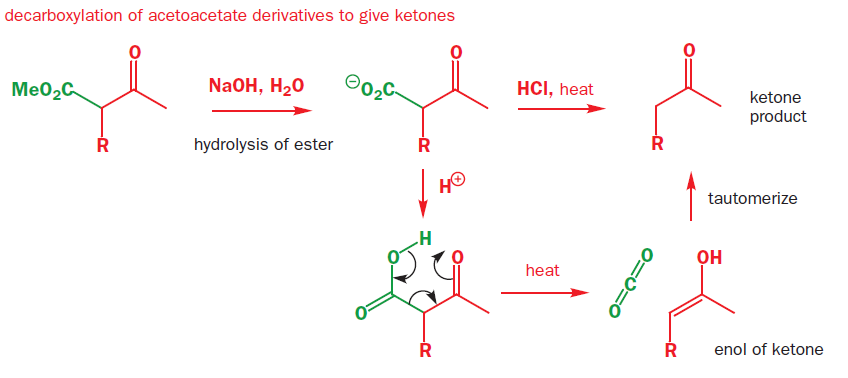 decarboxylation of acetoacetate derivatives to give ketones
O O O
MeO₂C NaOH, H₂O ⊖O₂C HCl, heat ketone
product
R hydrolysis of ester R R
H⊕ tautomerize
H
O O heat O OH
C
O O
R R enol of ketone